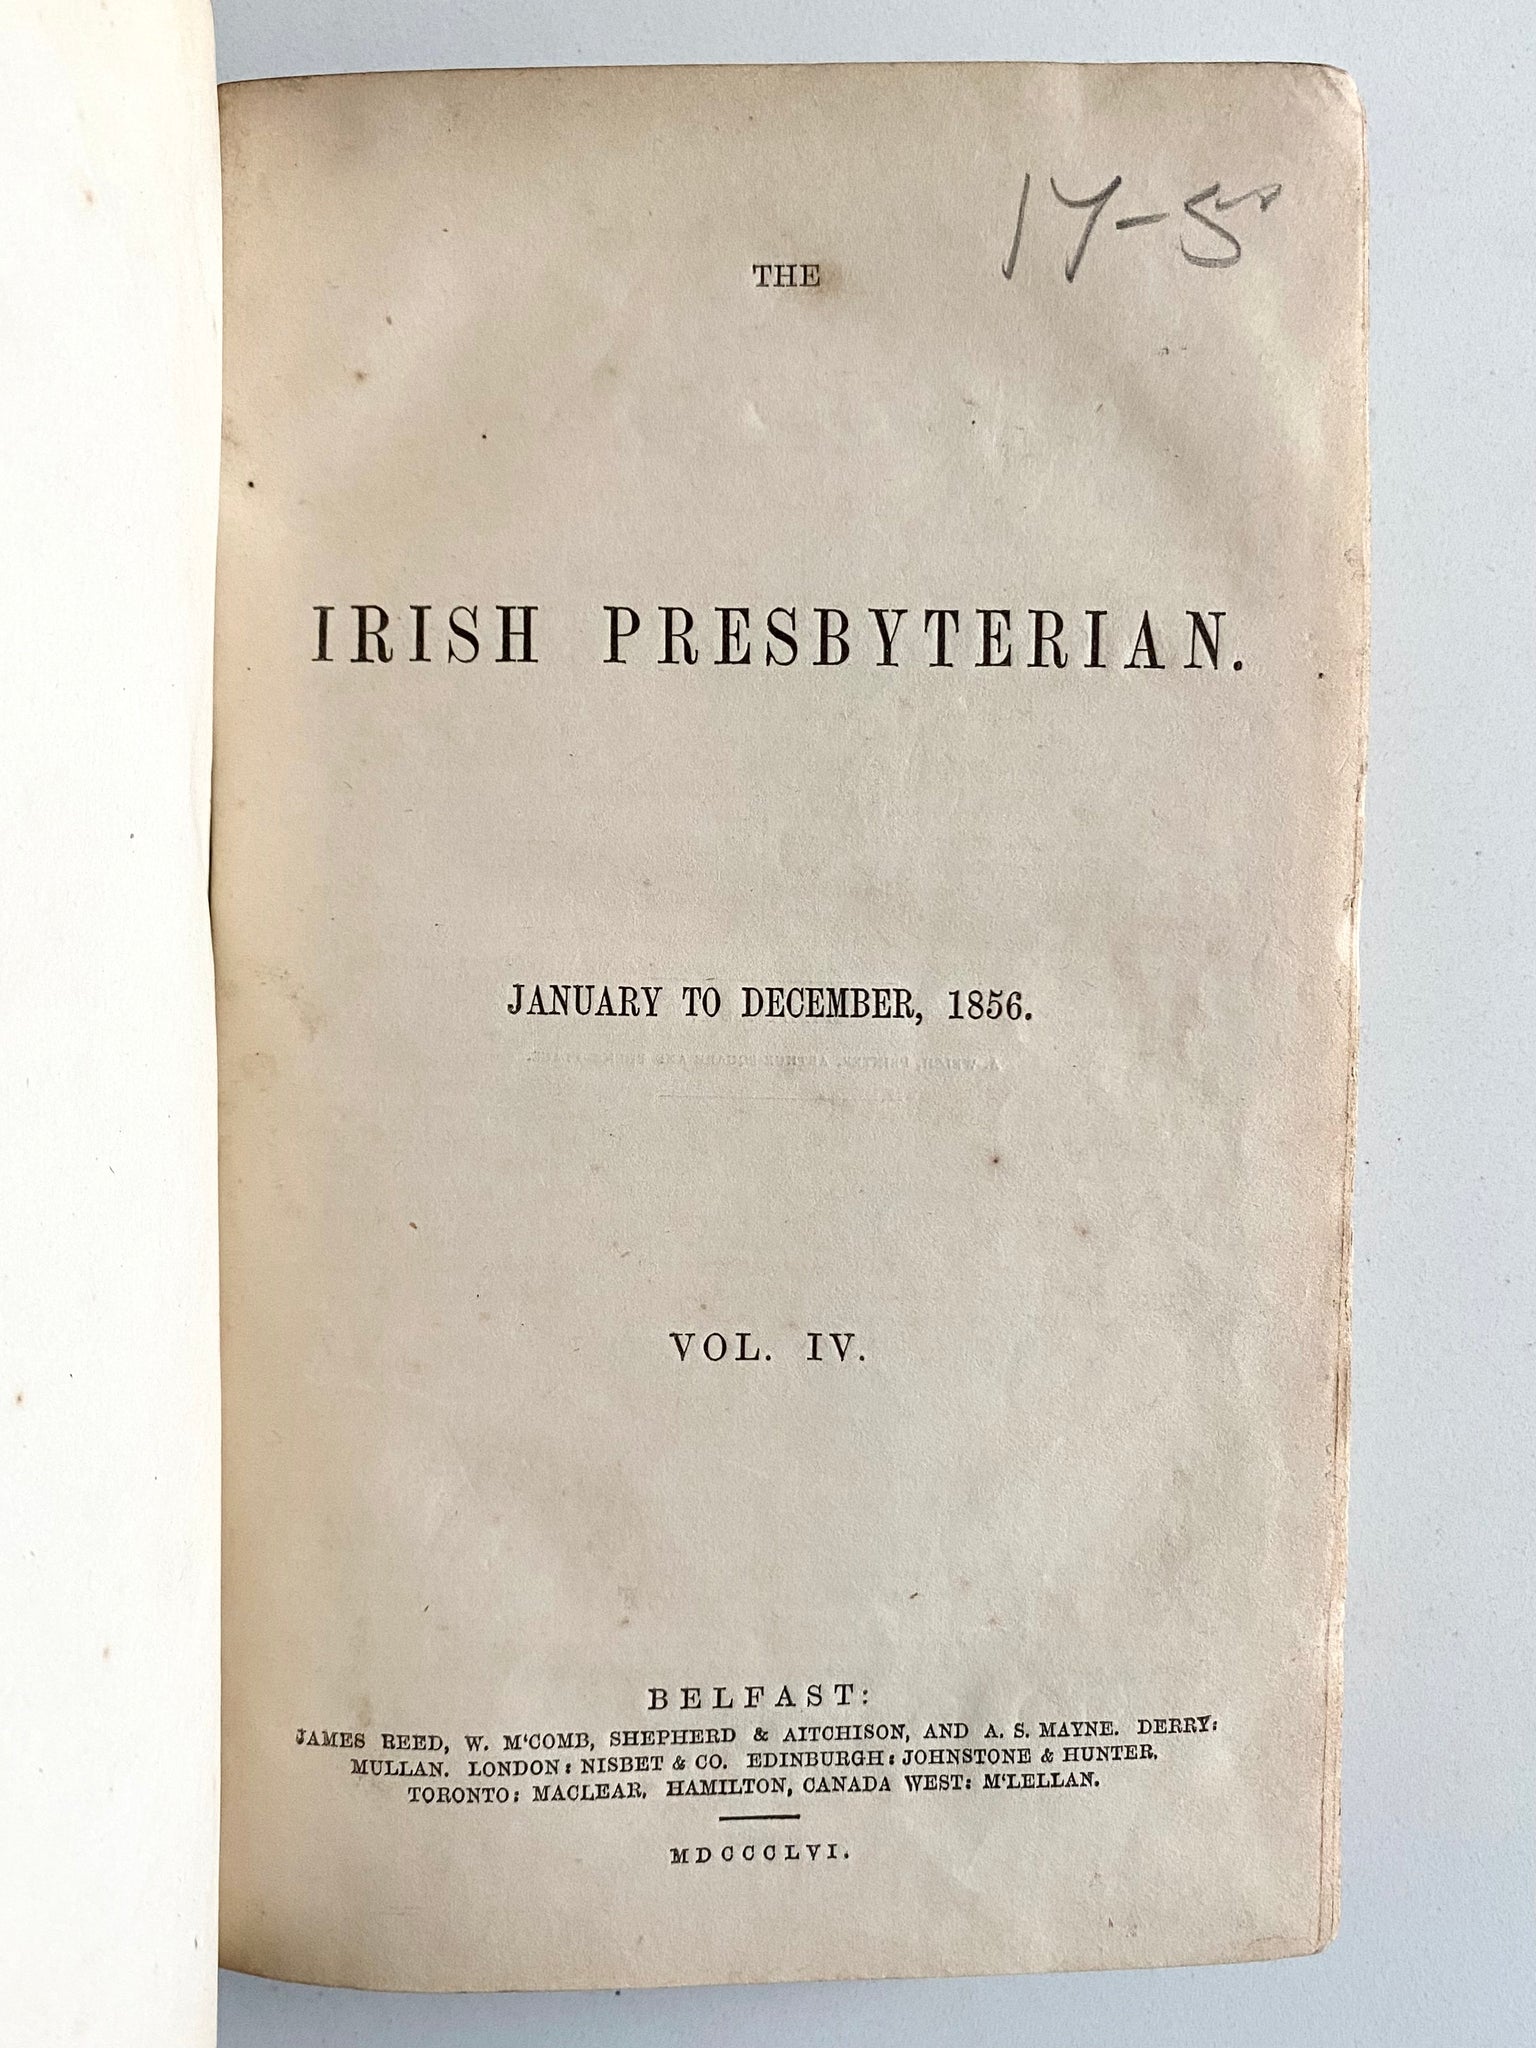 17-5
THE
IRISH PRESBYTERIAN.
JANUARY TO DECEMBER, 1856.
VOL. IV.
BELFAST:
JAMES REED, W. M'COMB, SHEPHERD & AITCHISON, AND A. S. MAYNE. DERRY:
MULLAN. LONDON: NISBET & CO. EDINBURGH: JOHNSTONE & HUNTER.
TORONTO: MACLEAR. HAMILTON, CANADA WEST: M'LELLAN.
MDCCCLVI.